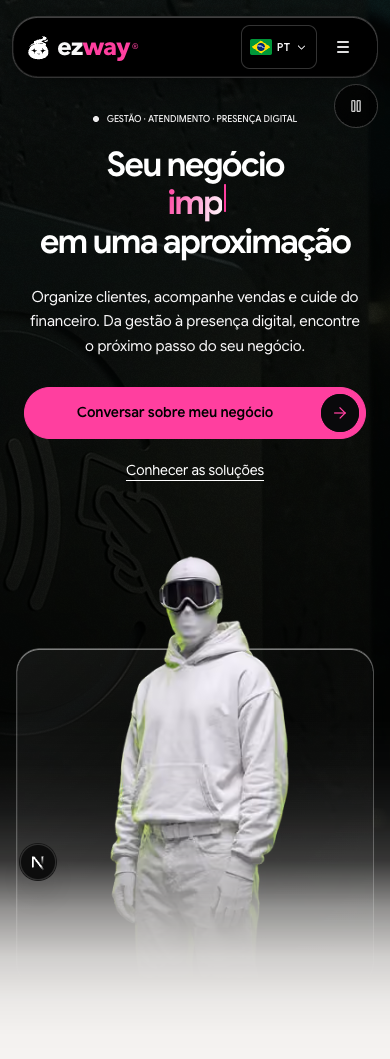 ezway®
PT
GESTÃO · ATENDIMENTO · PRESENÇA DIGITAL
Seu negócio
imp
em uma aproximação
Organize clientes, acompanhe vendas e cuide do
financeiro. Da gestão à presença digital, encontre
o próximo passo do seu negócio.
Conversar sobre meu negócio
Conhecer as soluções
N